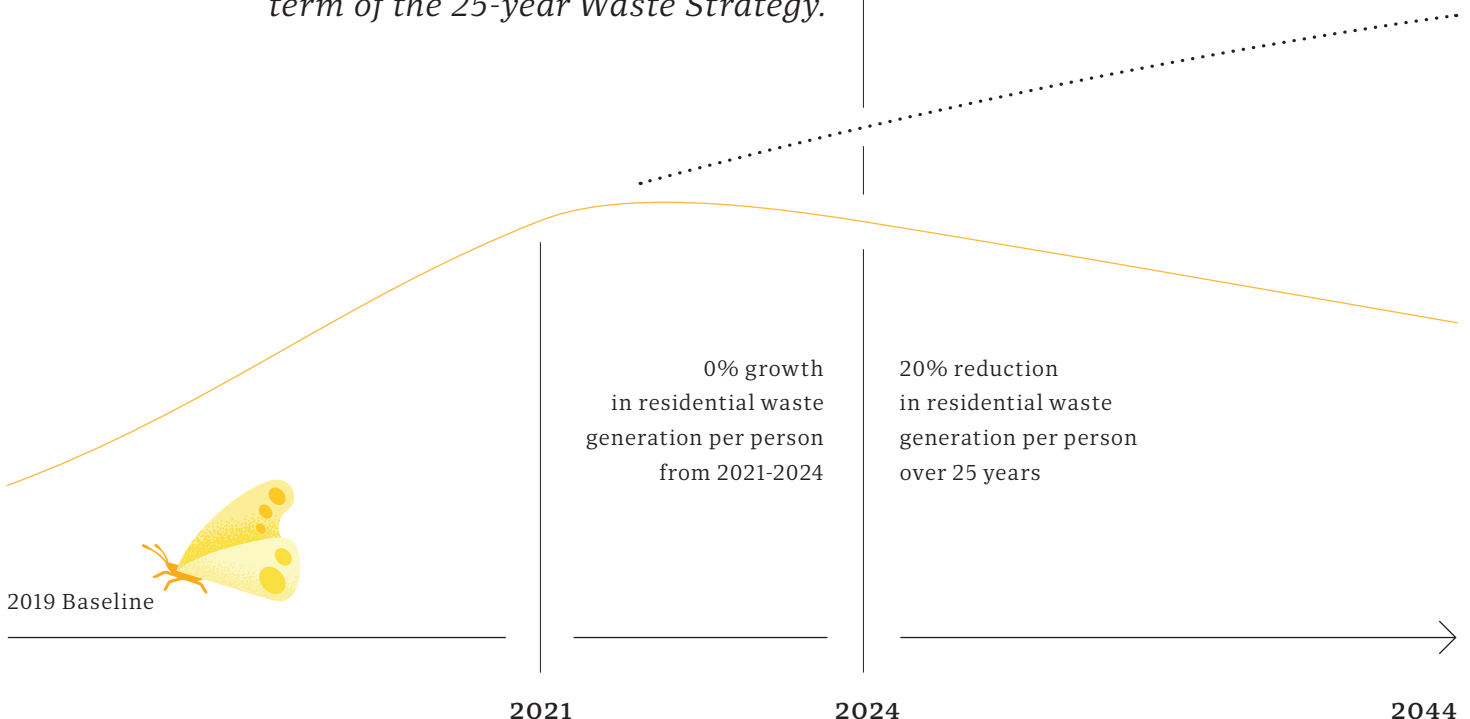 term of the 25-year Waste Strategy.
0% growth
in residential waste
generation per person
from 2021-2024
20% reduction
in residential waste
generation per person
over 25 years
2019 Baseline
2021
2024
2044